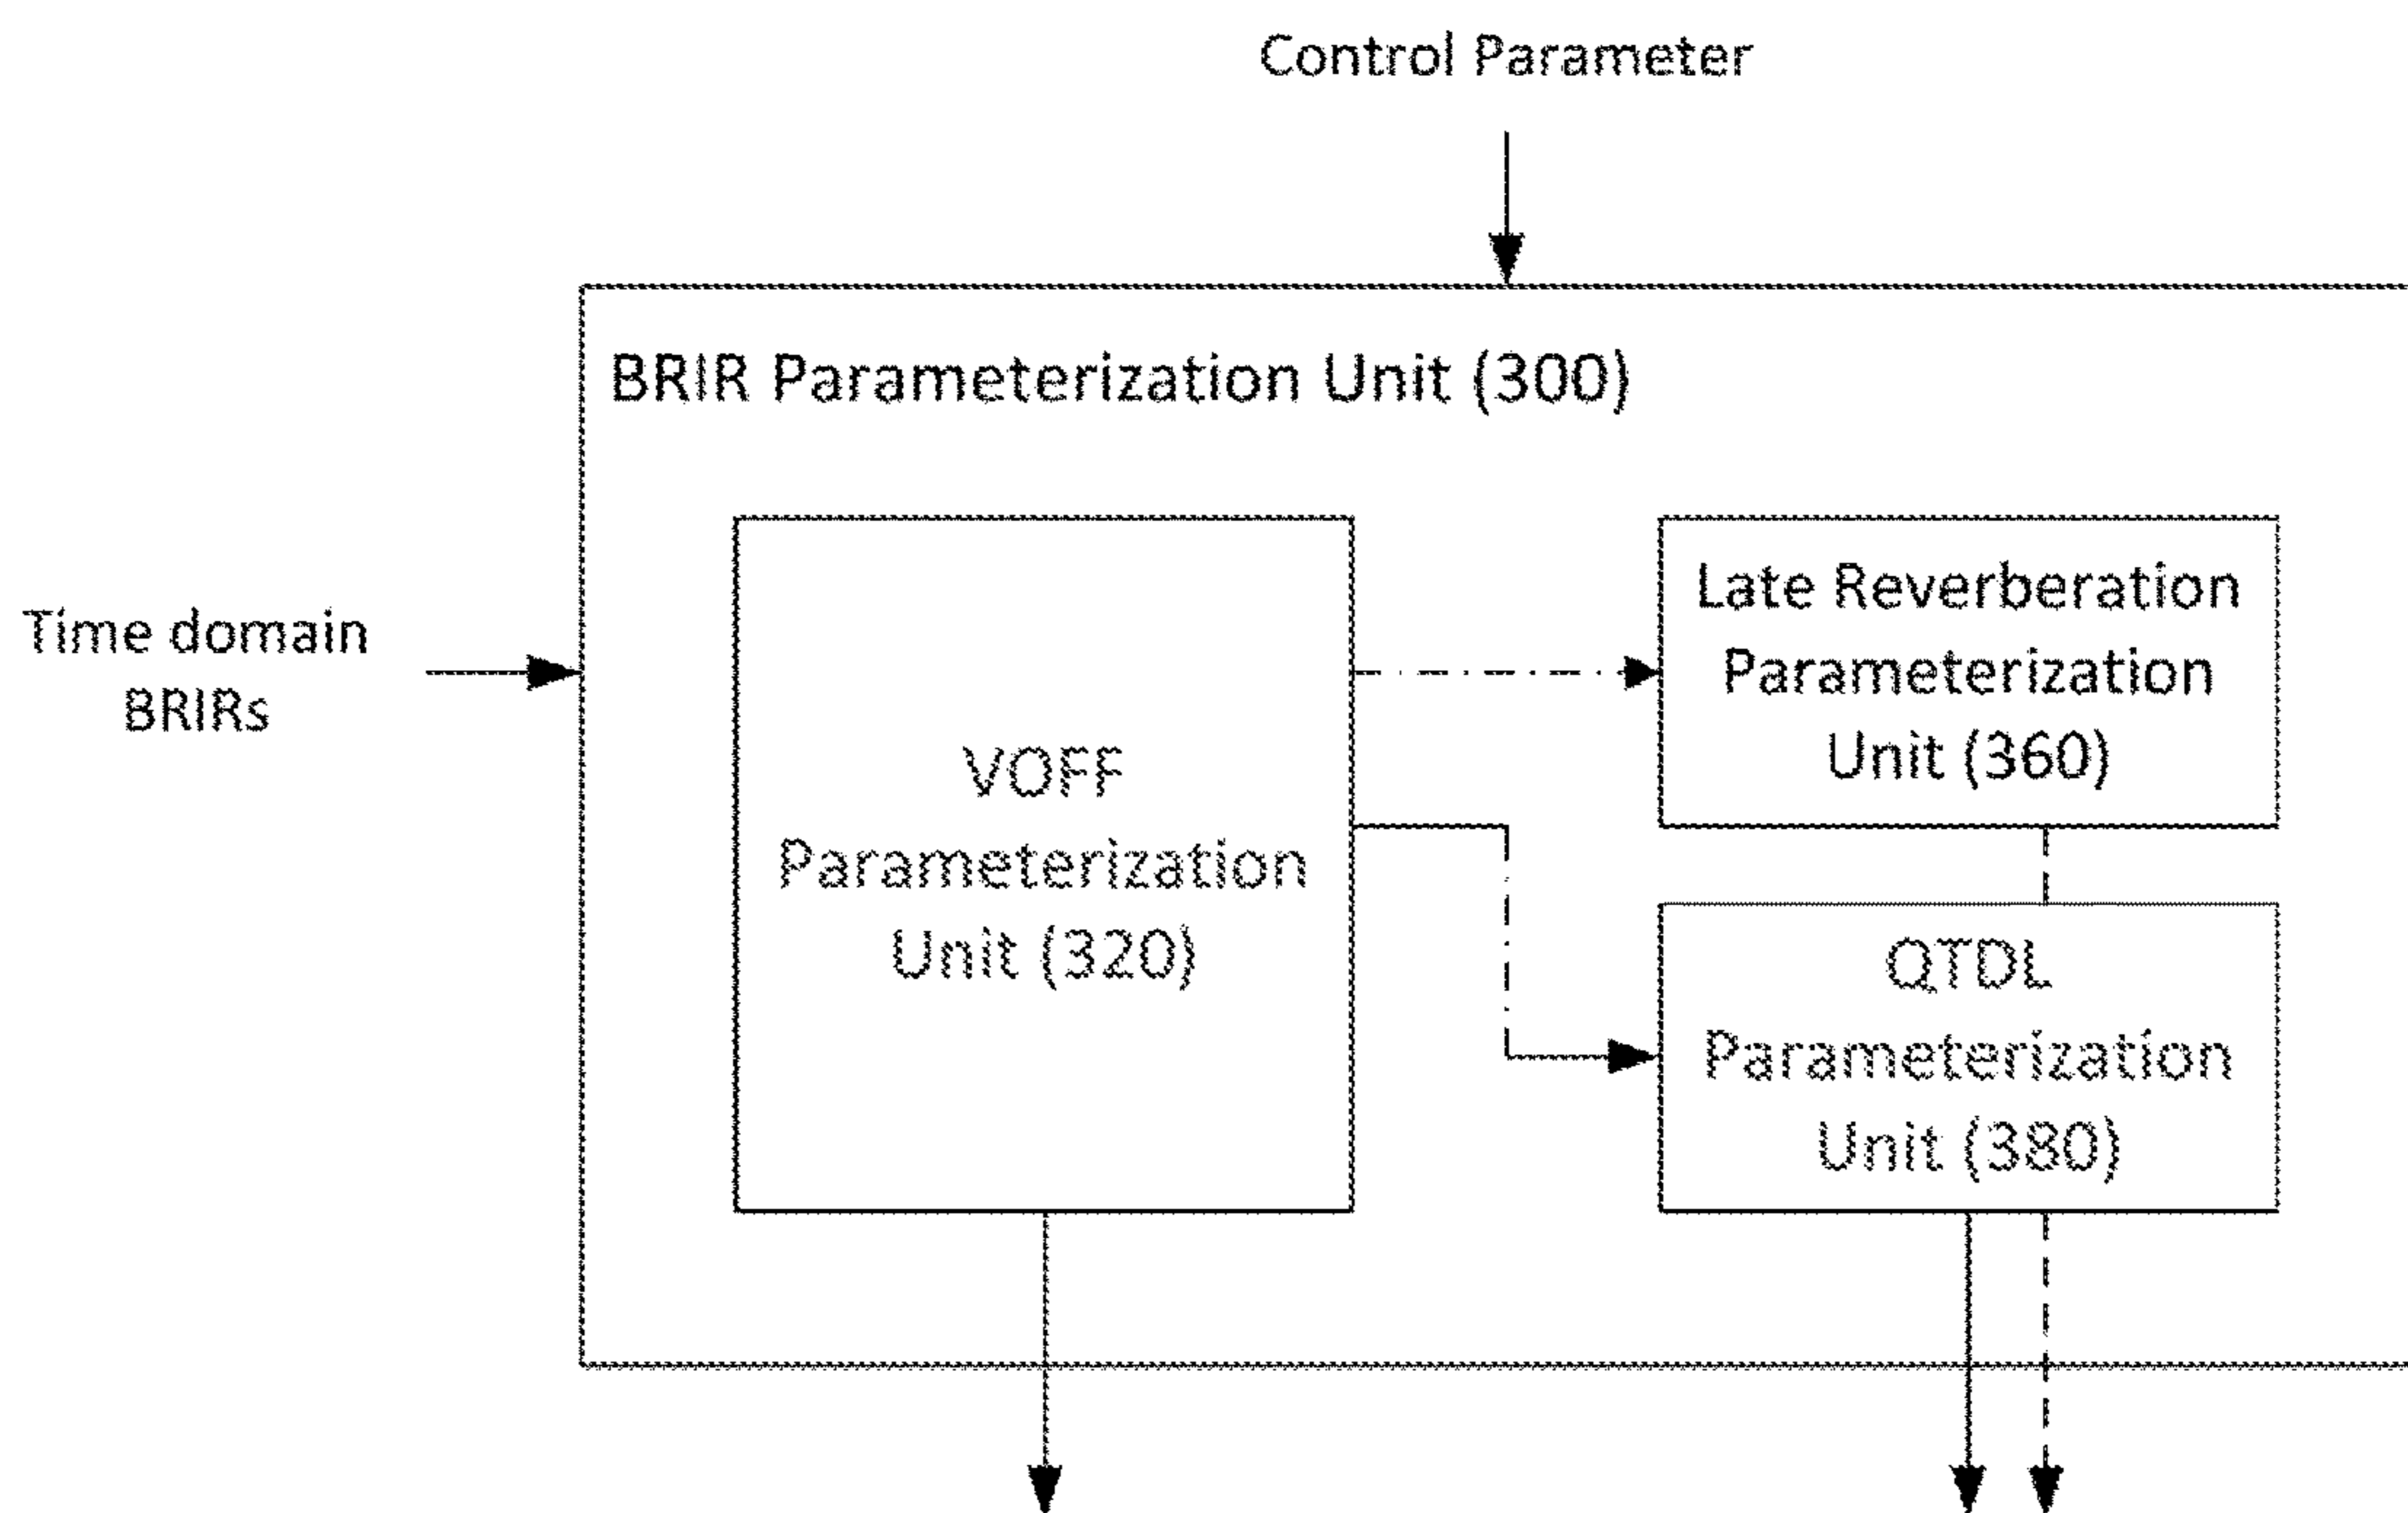 Control Parameter
BRIR Parameterization Unit (300)
Time domain
BRIRs
VOFF
Parameterization
Unit (320)
Late Reverberation
Parameterization
Unit (360)
QTDL
Parameterization
Unit (380)